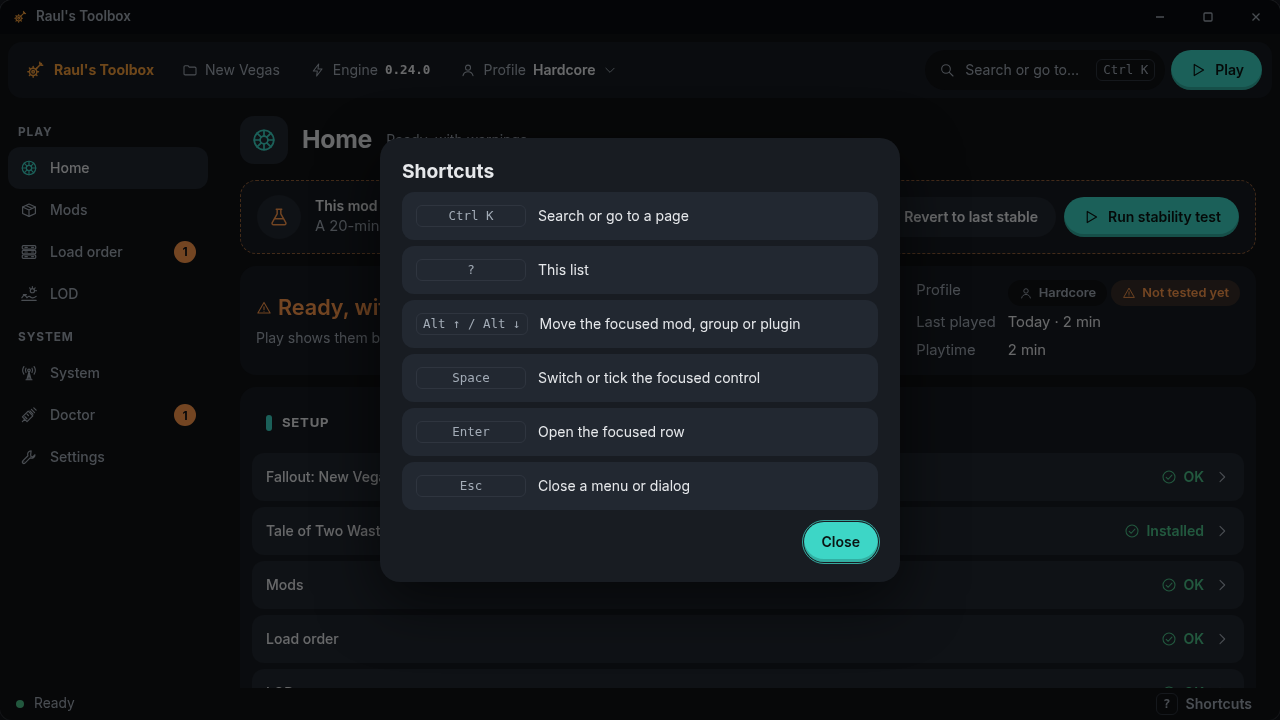 Raul's Toolbox
Raul's Toolbox
New Vegas
Engine 0.24.0
Profile Hardcore
Search or go to...
Ctrl K
Play
PLAY
Home
Mods
Load order
1
LOD
SYSTEM
System
Doctor
1
Settings
Home
Ready, with warnings
This mod
A 20-min
Revert to last stable
Run stability test
Ready, wi
Play shows them b
Profile
Hardcore
Not tested yet
Last played
Today · 2 min
Playtime
2 min
SETUP
Fallout: New Vega
OK
Tale of Two Wast
Installed
Mods
OK
Load order
OK
Shortcuts
Ctrl K
Search or go to a page
?
This list
Alt ↑ / Alt ↓
Move the focused mod, group or plugin
Space
Switch or tick the focused control
Enter
Open the focused row
Esc
Close a menu or dialog
Close
Ready
?
Shortcuts